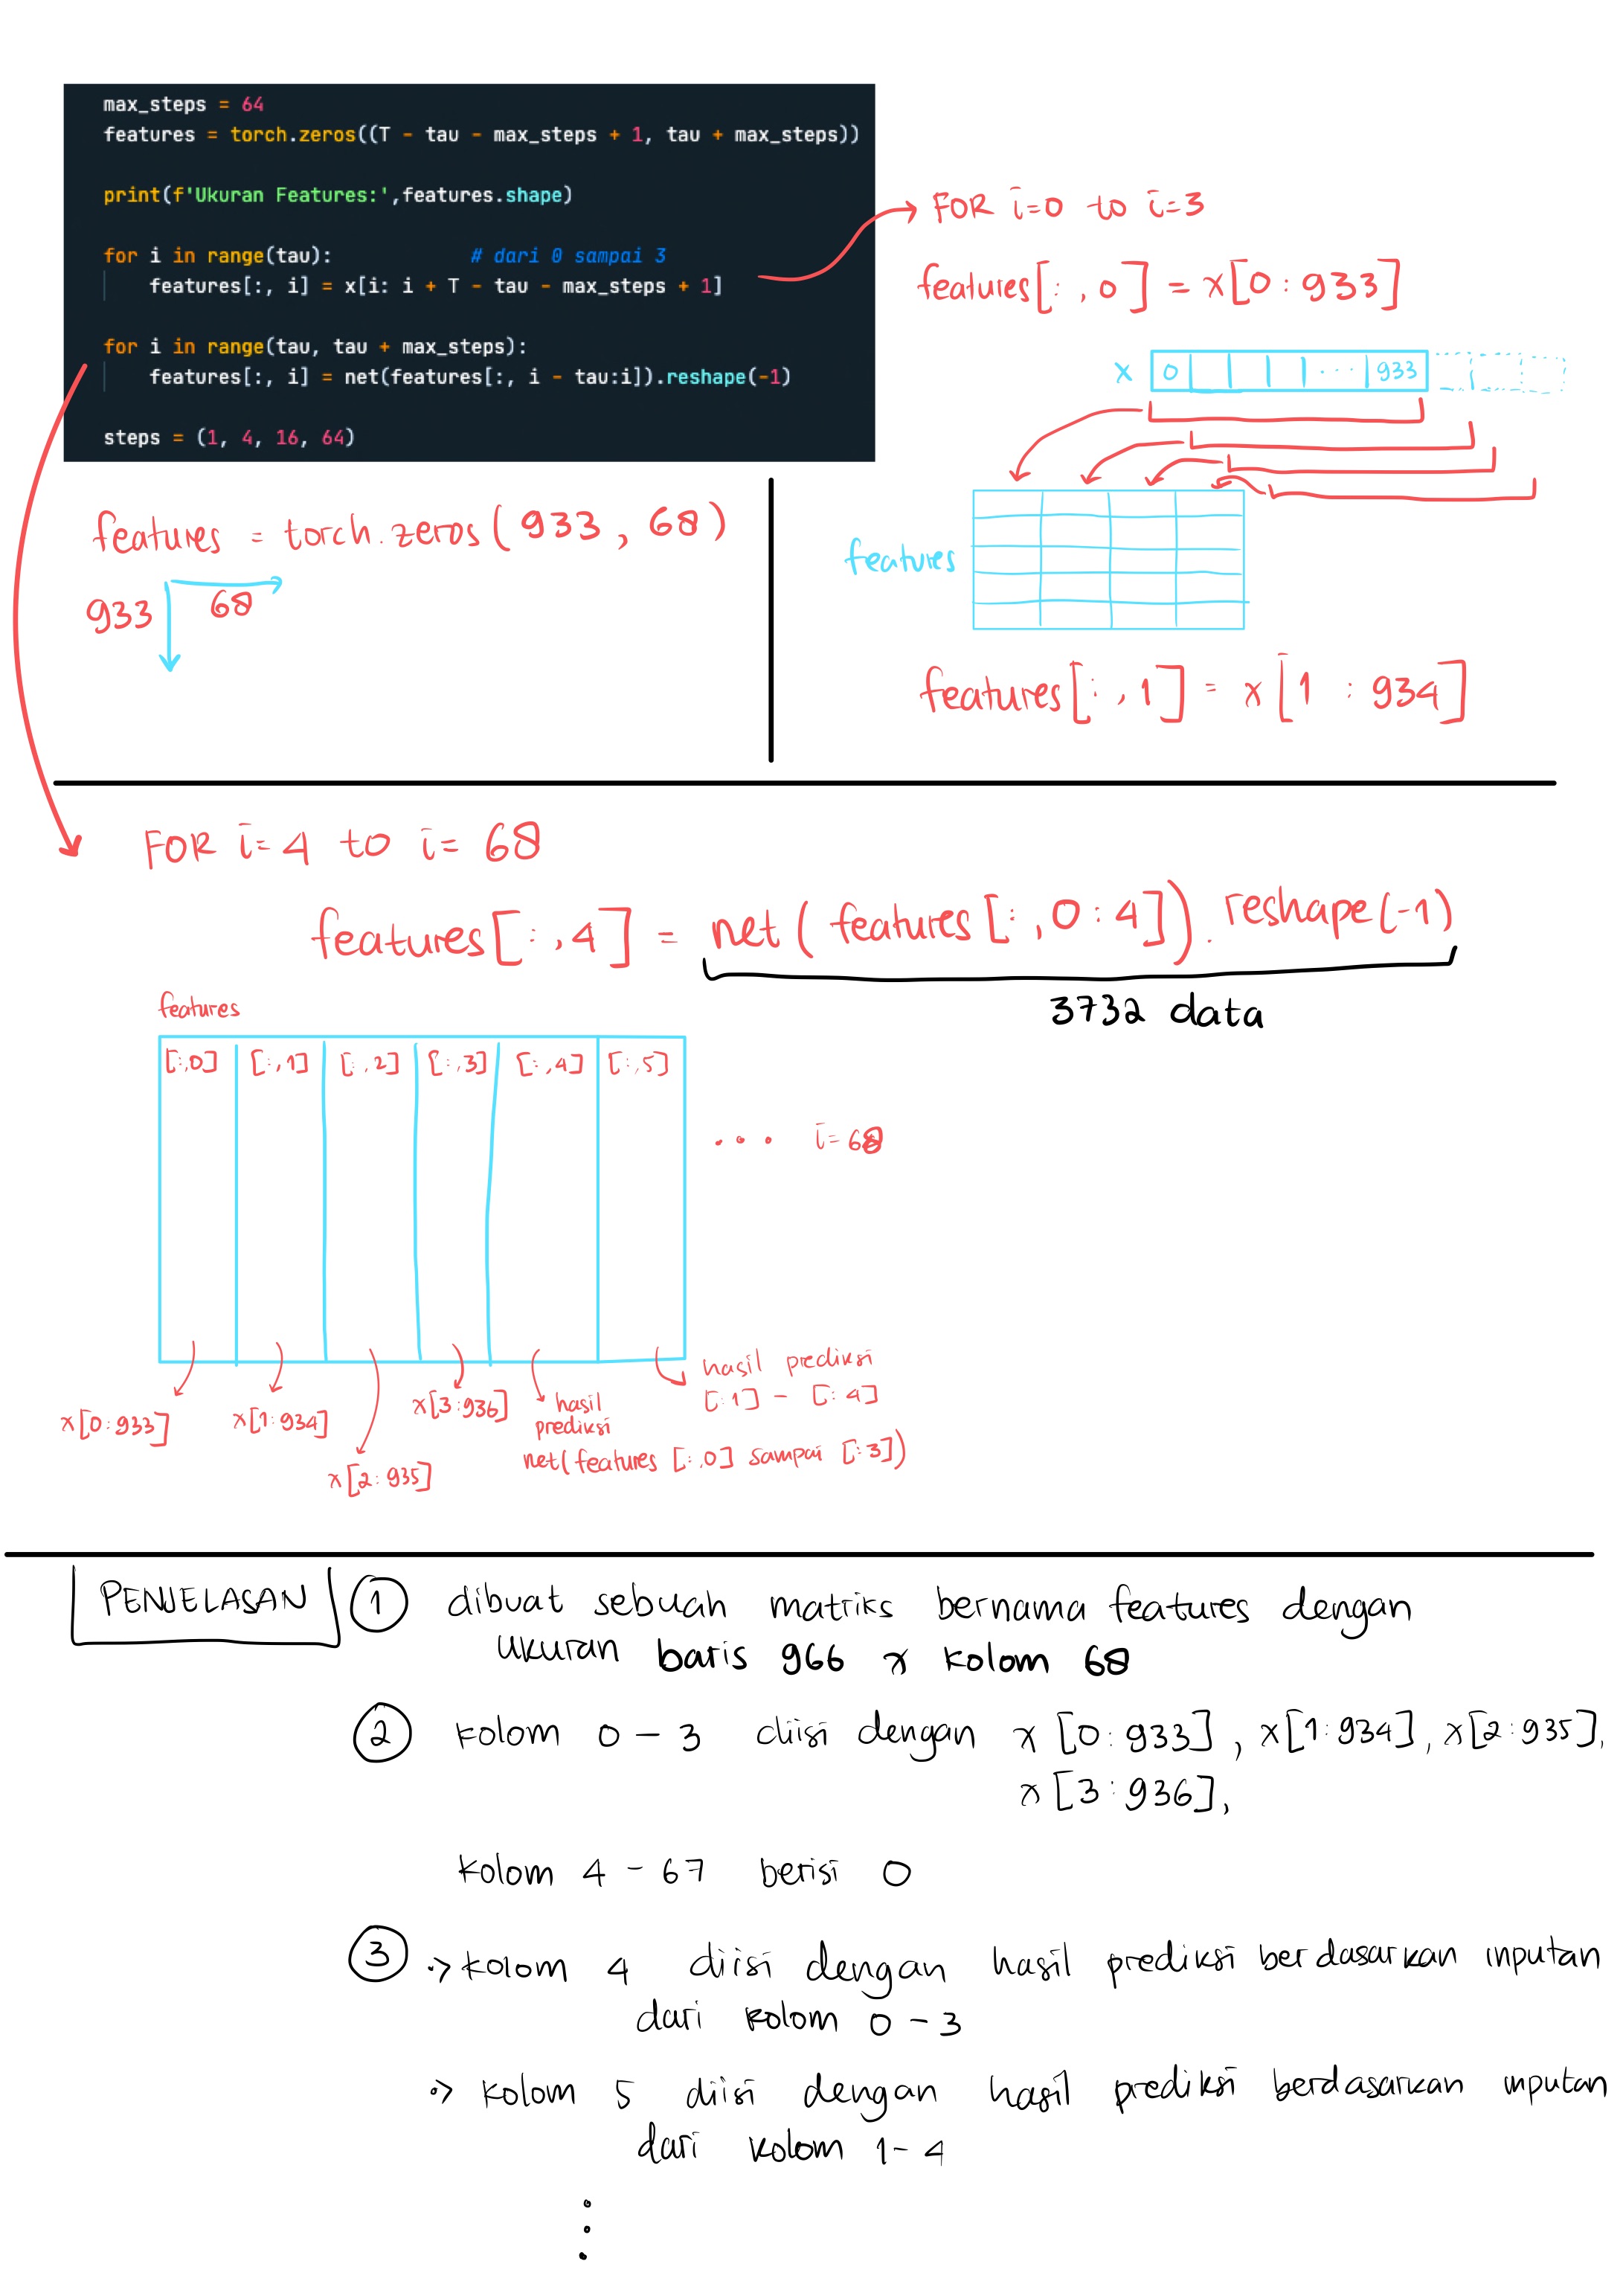 max_steps = 64
features = torch.zeros((T - tau - max_steps + 1, tau + max_steps))
print(f'Ukuran Features:',features.shape)
for i in range(tau): # dari 0 sampai 3
features[:, i] = x[i: i + T - tau - max_steps + 1]
for i in range(tau, tau + max_steps):
features[:, i] = net(features[:, i - tau:i]).reshape(-1)
steps = (1, 4, 16, 64)
FOR i=0 to i=3
features[:,0] = x[0:933]
x 0 ... 933
features
features[:,1] = x[1:934]
features = torch.zeros(933, 68)
933 68
FOR i=4 to i=68
features[:,4] = net(features[:,0:4]).reshape(-1)
3732 data
features
[:,0] [:,1] [:,2] [:,3] [:,4] [:,5]
... i=68
x[0:933]
x[1:934]
x[2:935]
x[3:936]
hasil
prediksi
net(features [:,0] sampai [:3])
hasil prediksi
[:1] - [:4]
PENJELASAN
1 dibuat sebuah matriks bernama features dengan
ukuran baris 966 x kolom 68
2 kolom 0-3 diisi dengan x[0:933], x[1:934], x[2:935],
x[3:936],
kolom 4-67 berisi 0
3 -> kolom 4 diisi dengan hasil prediksi berdasarkan inputan
dari kolom 0-3
-> kolom 5 diisi dengan hasil prediksi berdasarkan inputan
dari kolom 1-4